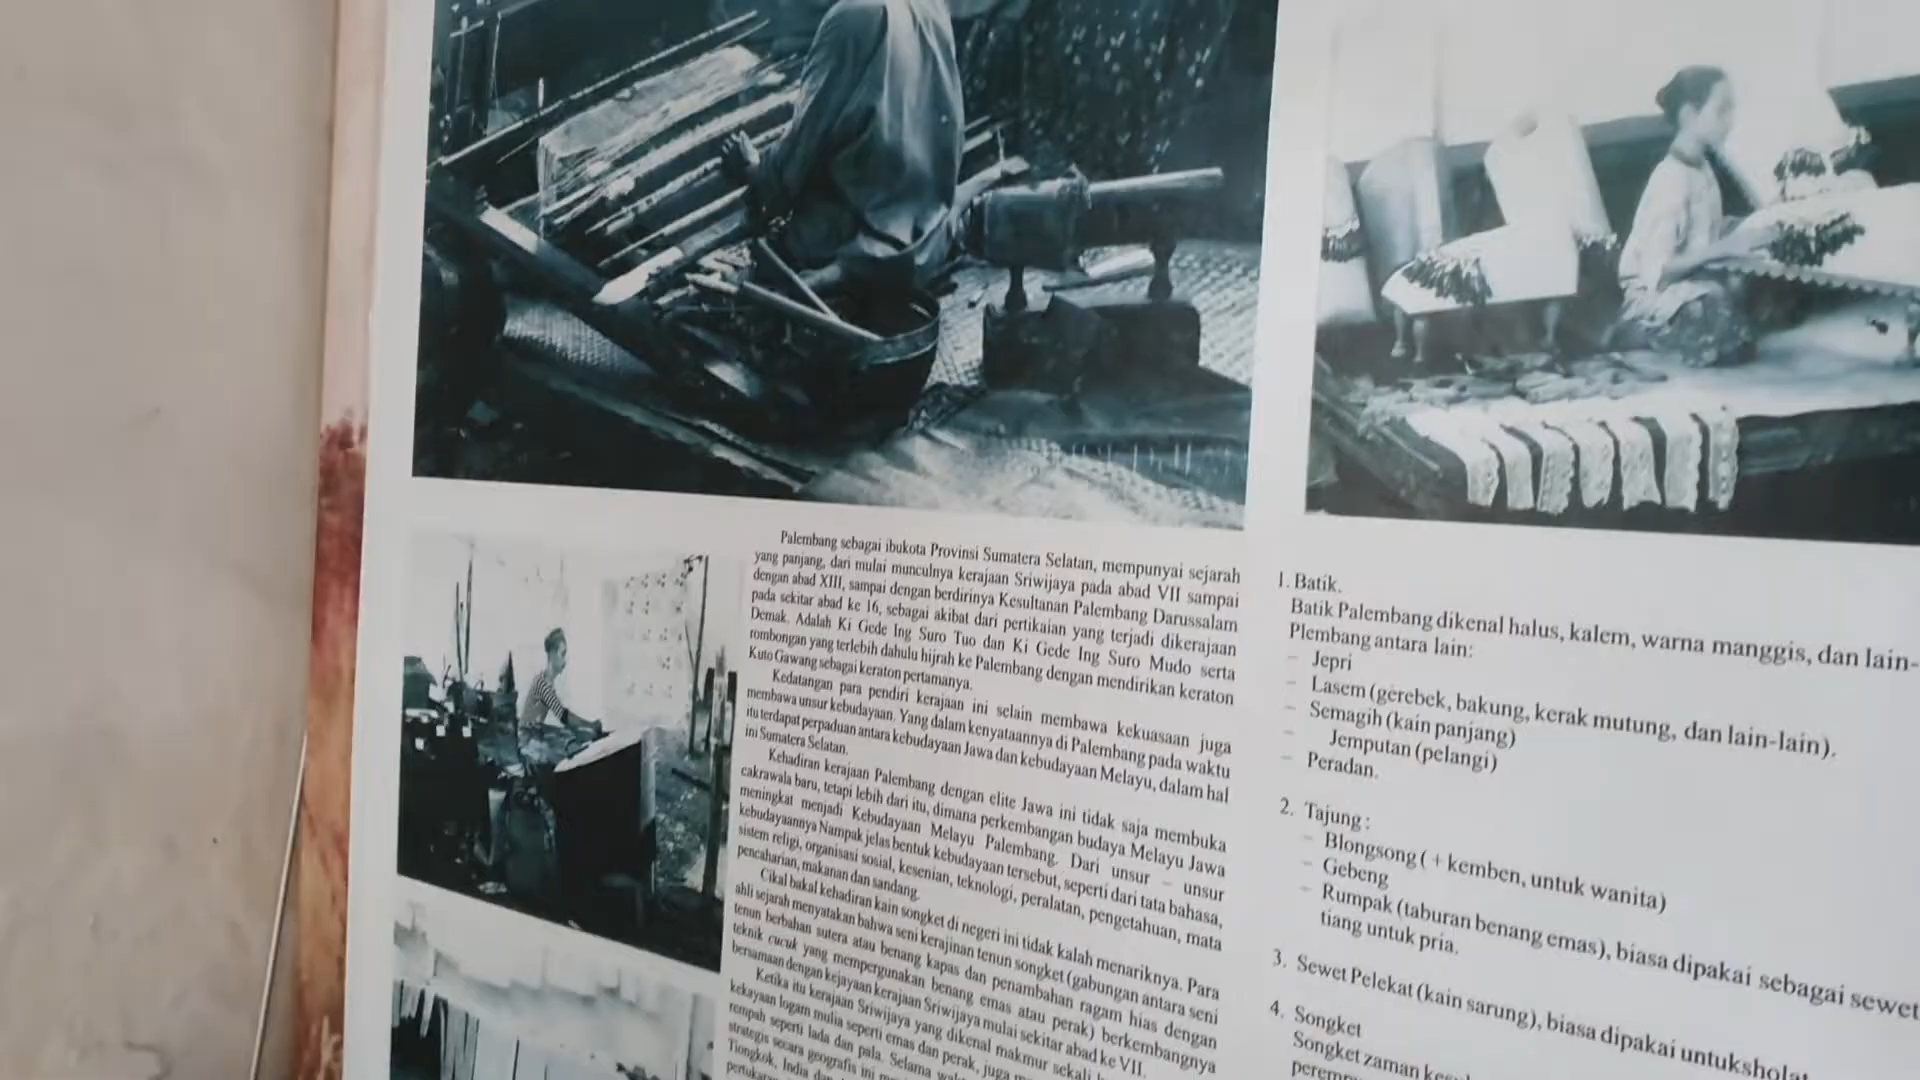 Palembang sebagai ibukota Provinsi Sumatera Selatan, mempunyai sejarah
yang panjang, dari mulai munculnya kerajaan Sriwijaya pada abad VII sampai
dengan abad XIII, sampai dengan berdirinya Kesultanan Palembang Darussalam
pada sekitar abad ke 16, sebagai akibat dari pertikaian yang terjadi dikerajaan
Demak. Adalah Ki Gede Ing Suro Tuo dan Ki Gede Ing Suro Mudo serta
rombongan yang terlebih dahulu hijrah ke Palembang dengan mendirikan keraton
Kuto Gawang sebagai keraton pertamanya.
Kedatangan para pendiri kerajaan ini selain membawa kekuasaan juga
membawa unsur kebudayaan. Yang dalam kenyataannya di Palembang pada waktu
itu terdapat perpaduan antara kebudayaan Jawa dan kebudayaan Melayu, dalam hal
ini Sumatera Selatan.
Kehadiran kerajaan Palembang dengan elite Jawa ini tidak saja membuka
cakrawala baru, tetapi lebih dari itu, dimana perkembangan budaya Melayu Jawa
meningkat menjadi Kebudayaan Melayu Palembang. Dari unsur – unsur
kebudayaannya Nampak jelas bentuk kebudayaan tersebut, seperti dari tata bahasa,
sistem religi, organisasi sosial, kesenian, teknologi, peralatan, pengetahuan, mata
pencaharian, makanan dan sandang.
Cikal bakal kehadiran kain songket di negeri ini tidak kalah menariknya. Para
ahli sejarah menyatakan bahwa seni kerajinan tenun songket (gabungan antara seni
tenun berbahan sutera atau benang kapas dan penambahan ragam hias dengan
teknik cucuk yang mempergunakan benang emas atau perak) berkembangnya
bersamaan dengan kejayaan kerajaan Sriwijaya mulai sekitar abad ke VII.
Ketika itu kerajaan Sriwijaya yang dikenal makmur sekali
kekayaan logam mulia seperti emas dan perak, juga
rempah seperti lada dan pala. Selama
strategis secara geografis ini
Tiongkok, India
1. Batik.
Batik Palembang dikenal halus, kalem, warna manggis, dan lain-
Plembang antara lain:
– Jepri
– Lasem (gerebek, bakung, kerak mutung, dan lain-lain).
– Semagih (kain panjang)
– Jemputan (pelangi)
– Peradan.
2. Tajung :
– Blongsong ( + kemben, untuk wanita)
– Gebeng
– Rumpak (taburan benang emas), biasa dipakai sebagai sewet
tiang untuk pria.
3. Sewet Pelekat (kain sarung), biasa dipakai untuksholat
4. Songket
Songket zaman